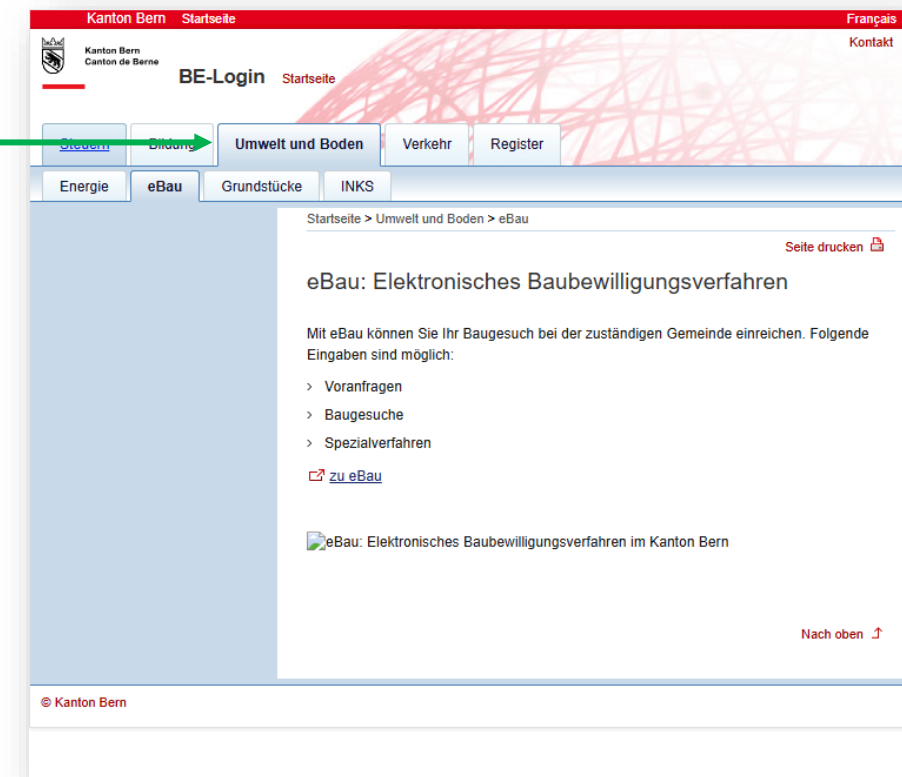 Kanton Bern Startseite Français
Kontakt
Kanton Bern
Canton de Berne
BE-Login Startseite
Steuern Bildung Umwelt und Boden Verkehr Register
Energie eBau Grundstücke INKS
Startseite > Umwelt und Boden > eBau
Seite drucken
eBau: Elektronisches Baubewilligungsverfahren
Mit eBau können Sie Ihr Baugesuch bei der zuständigen Gemeinde einreichen. Folgende
Eingaben sind möglich:
› Voranfragen
› Baugesuche
› Spezialverfahren
zu eBau
eBau: Elektronisches Baubewilligungsverfahren im Kanton Bern
Nach oben
© Kanton Bern